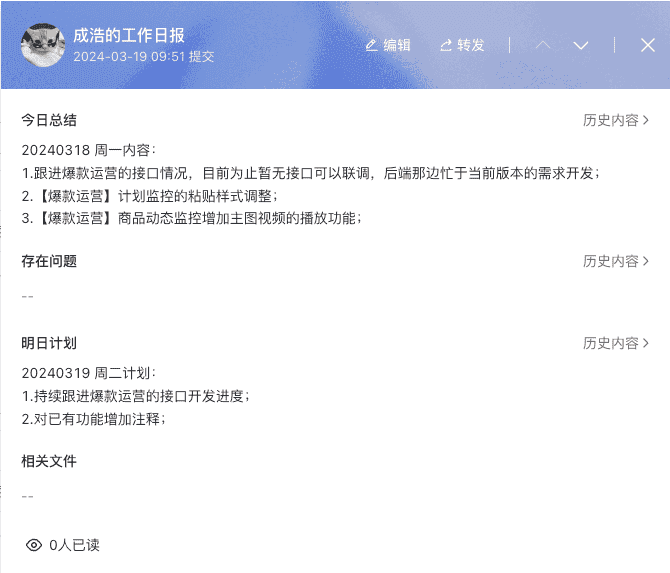 成浩的工作日报
2024-03-19 09:51 提交
编辑
转发
今日总结
历史内容
20240318 周一内容：
1.跟进爆款运营的接口情况，目前为止暂无接口可以联调，后端那边忙于当前版本的需求开发；
2.【爆款运营】计划监控的粘贴样式调整；
3.【爆款运营】商品动态监控增加主图视频的播放功能；
存在问题
历史内容
--
明日计划
历史内容
20240319 周二计划：
1.持续跟进爆款运营的接口开发进度；
2.对已有功能增加注释；
相关文件
--
0人已读